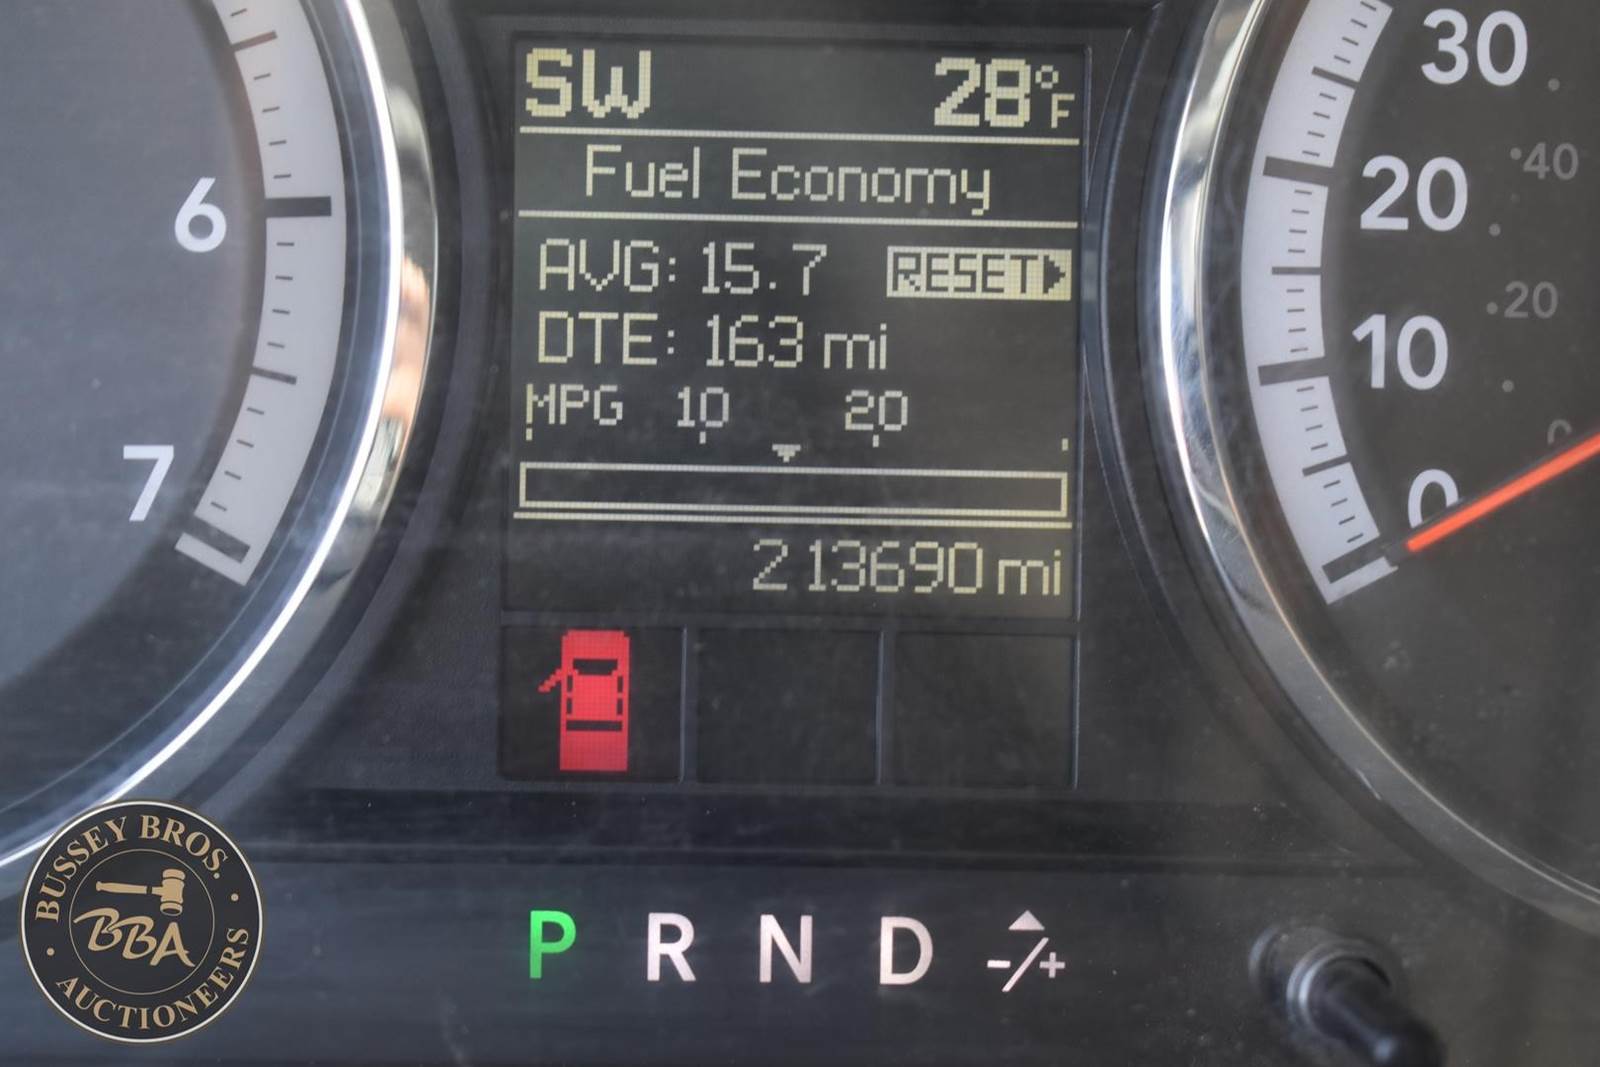 SW 28°F
Fuel Economy
AVG: 15.7 RESET
DTE: 163 mi
MPG 10 20
213690 mi
6
7
30
20
10
0
40
20
0
P R N D -/+
BUSSEY BROS.
BBA
AUCTIONEERS